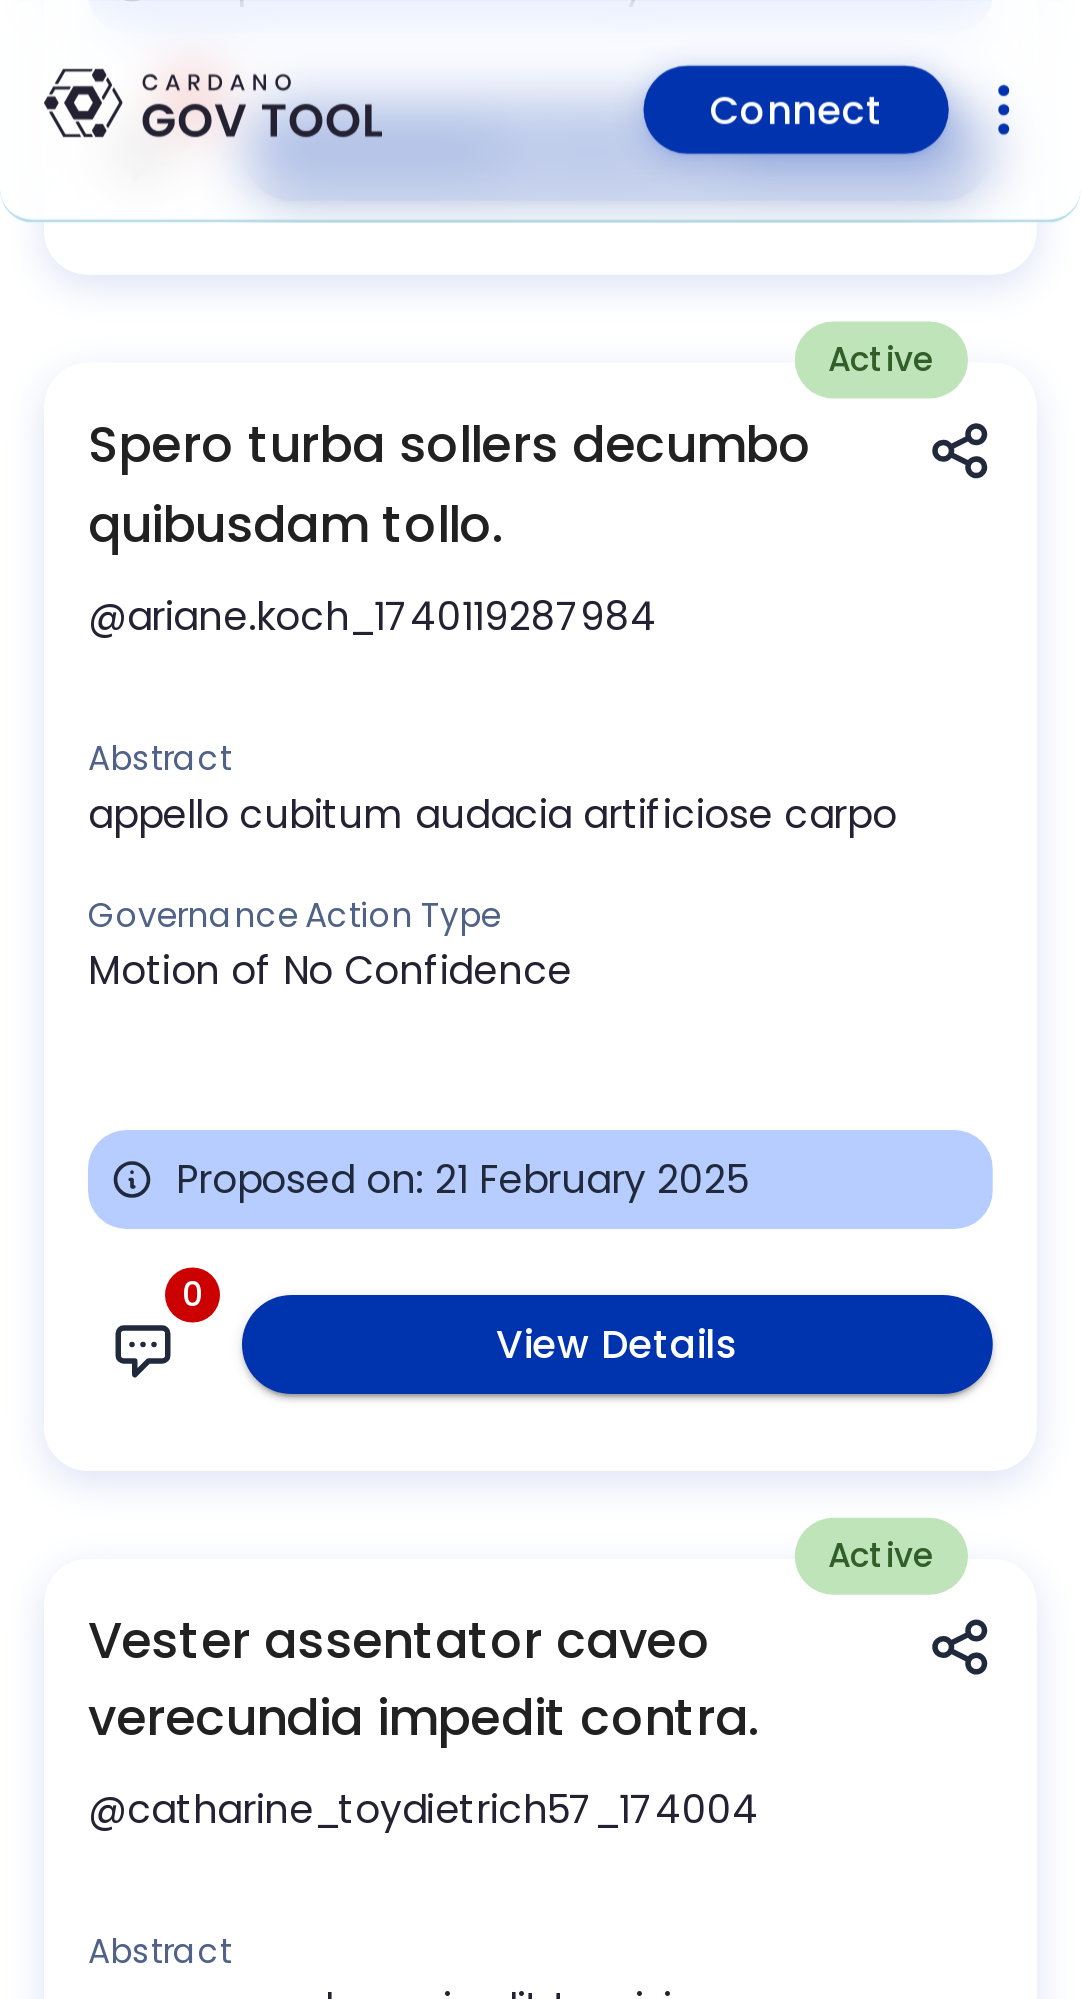 CARDANO
GOV TOOL
Connect
Active
Spero turba sollers decumbo
quibusdam tollo.
@ariane.koch_1740119287984
Abstract
appello cubitum audacia artificiose carpo
Governance Action Type
Motion of No Confidence
Proposed on: 21 February 2025
0
View Details
Active
Vester assentator caveo
verecundia impedit contra.
@catharine_toydietrich57_174004
Abstract